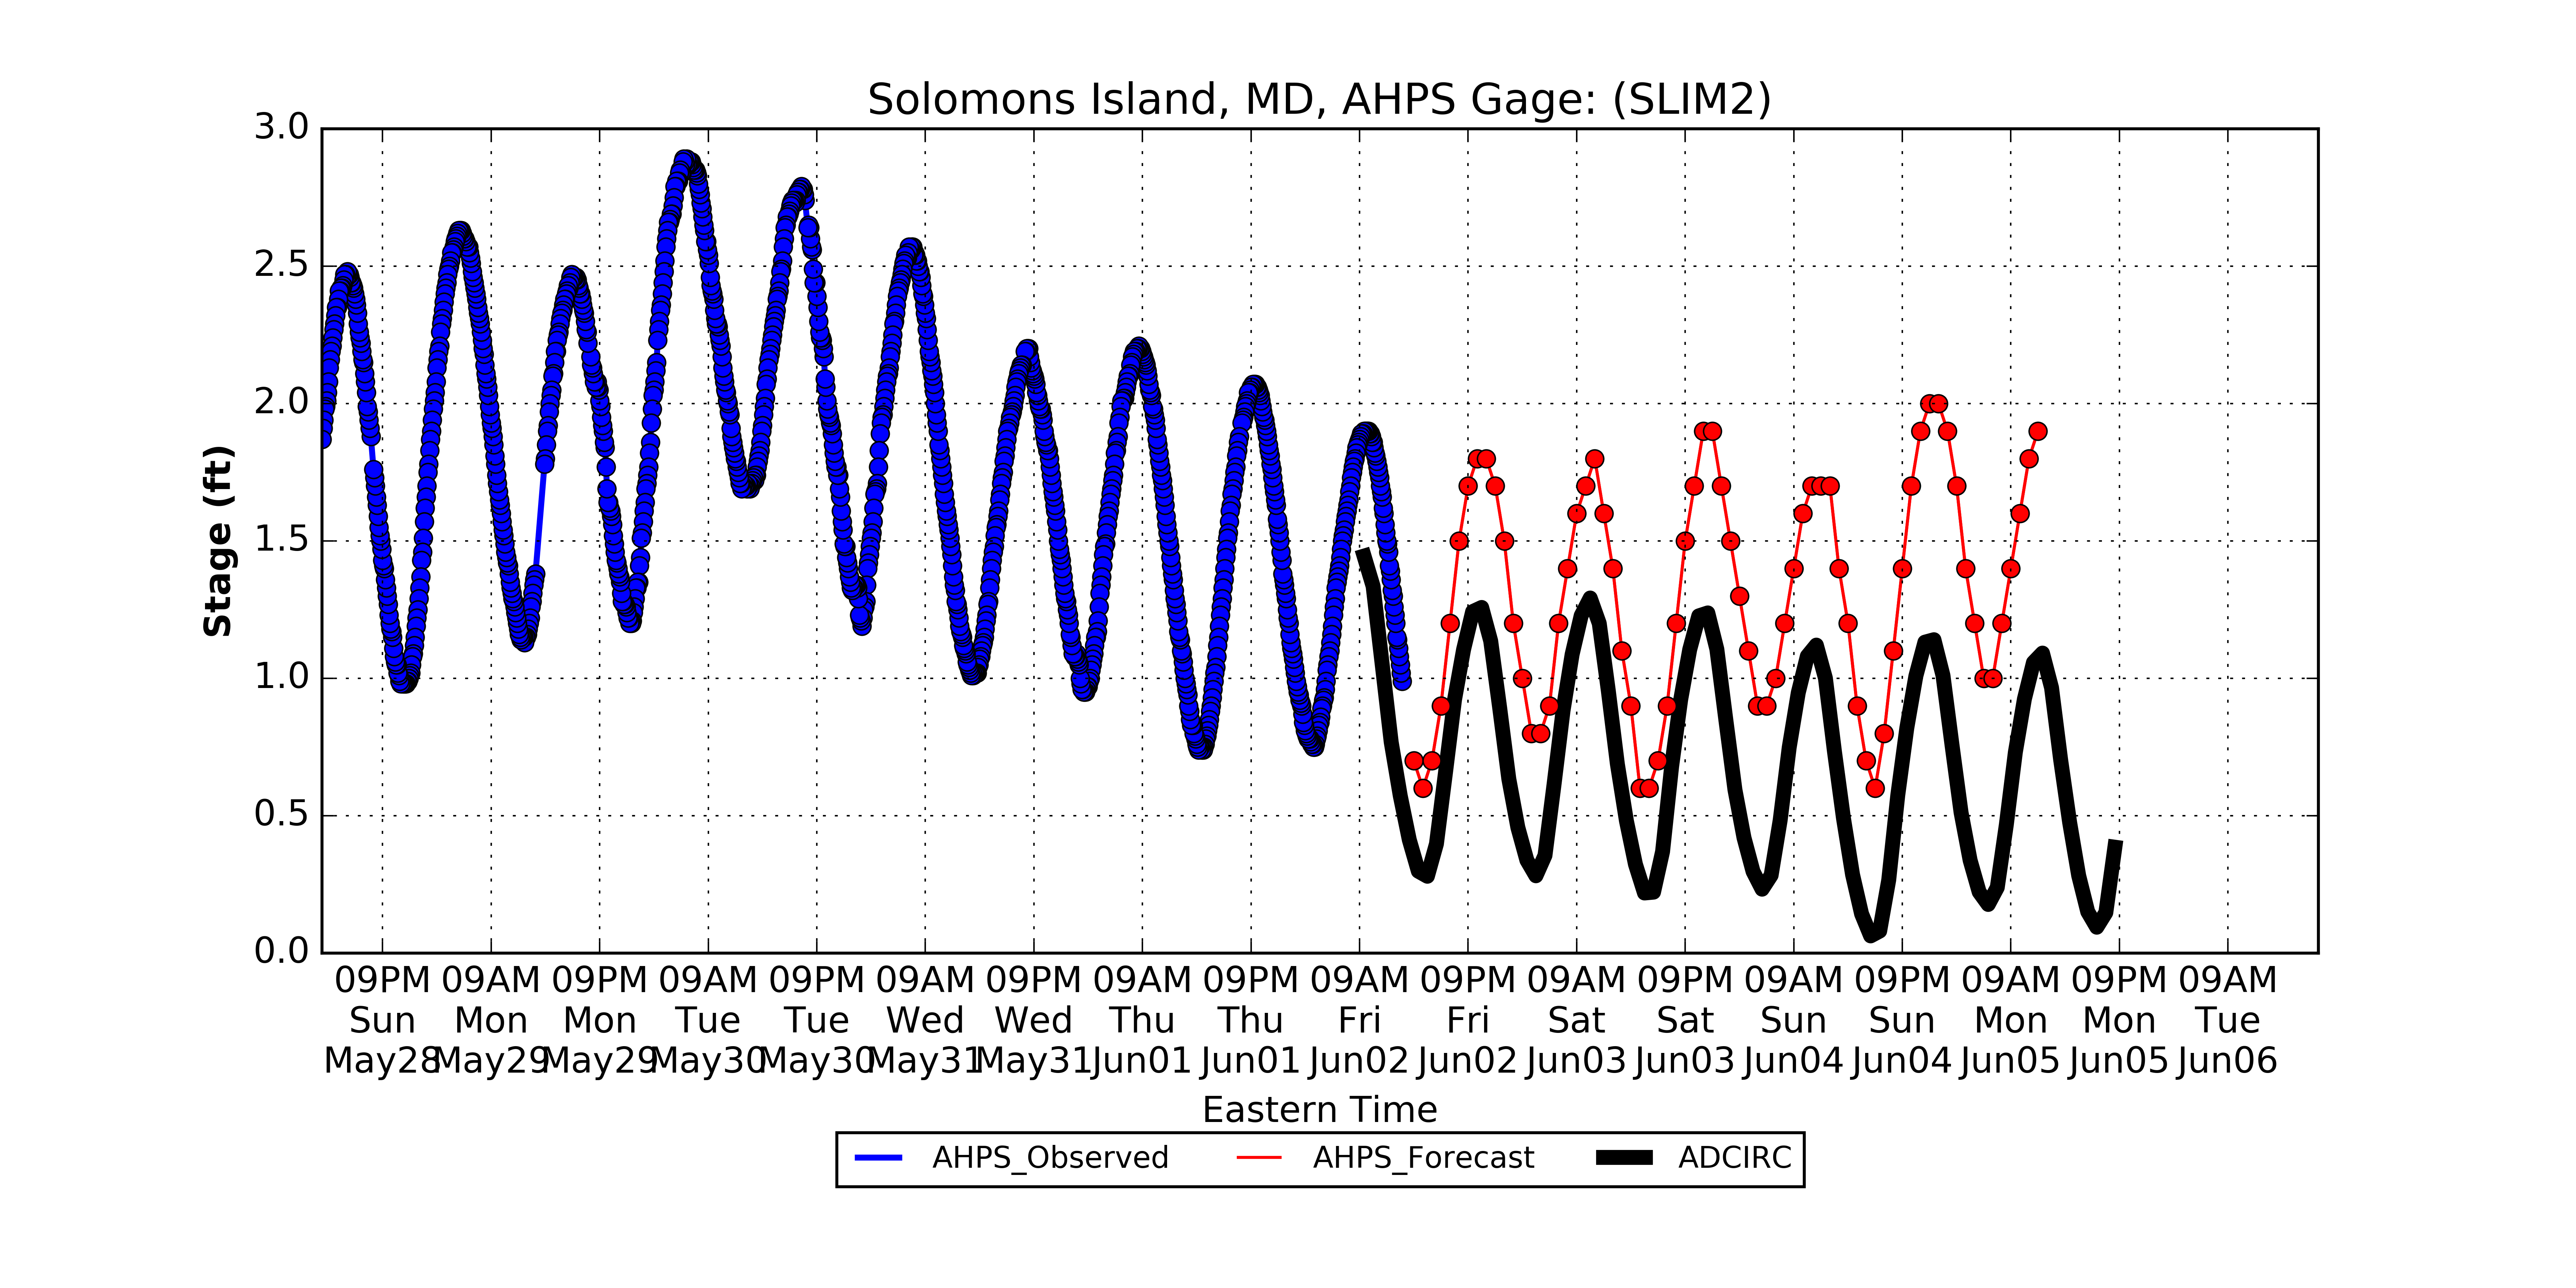 Solomons Island, MD, AHPS Gage: (SLIM2)
Stage (ft)
3.0
2.5
2.0
1.5
1.0
0.5
0.0
09PM 09AM 09PM 09AM 09PM 09AM 09PM 09AM 09PM 09AM 09PM 09AM 09PM 09AM 09PM 09AM 09PM 09AM
Sun Mon Mon Tue Tue Wed Wed Thu Thu Fri Fri Sat Sat Sun Sun Mon Mon Tue
May28 May29 May29 May30 May30 May31 May31 Jun01 Jun01 Jun02 Jun02 Jun03 Jun03 Jun04 Jun04 Jun05 Jun05 Jun06
Eastern Time
AHPS_Observed AHPS_Forecast ADCIRC